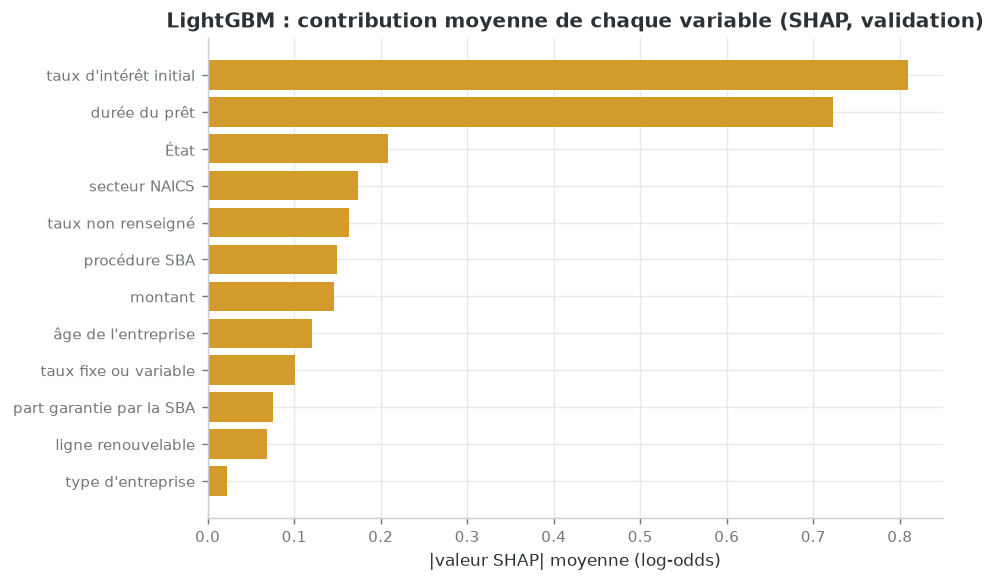 LightGBM : contribution moyenne de chaque variable (SHAP, validation)
taux d'intérêt initial
durée du prêt
État
secteur NAICS
taux non renseigné
procédure SBA
montant
âge de l'entreprise
taux fixe ou variable
part garantie par la SBA
ligne renouvelable
type d'entreprise
0.0 0.1 0.2 0.3 0.4 0.5 0.6 0.7 0.8
|valeur SHAP| moyenne (log-odds)